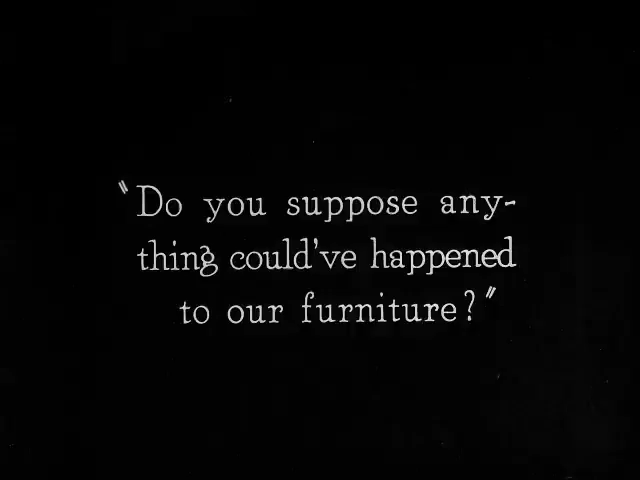 "Do you suppose any-
thing could've happened
to our furniture?"